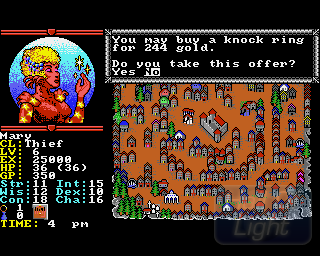 You may buy a knock ring
for 244 gold.
Do you take this offer?
Yes No
Mary
CL: Thief
LV: 6
EX: 25000
HP: 36 (36)
GP: 350
Str:11 Int:15
Wis:12 Dex:10
Con:18 Cha:16
1
0
TIME: 4 pm
Light